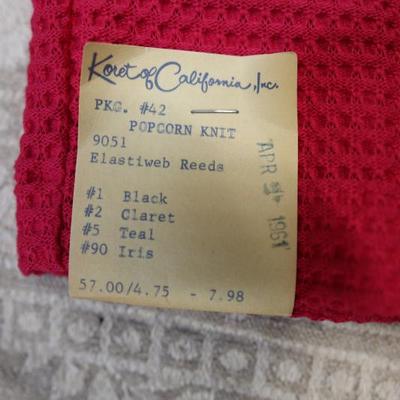 Koret of California, Inc.
PKG. #42
POPCORN KNIT
9051
Elastiweb Reeds
#1 Black
#2 Claret
#5 Teal
#90 Iris
57.00/4.75 - 7.98
APR 1961